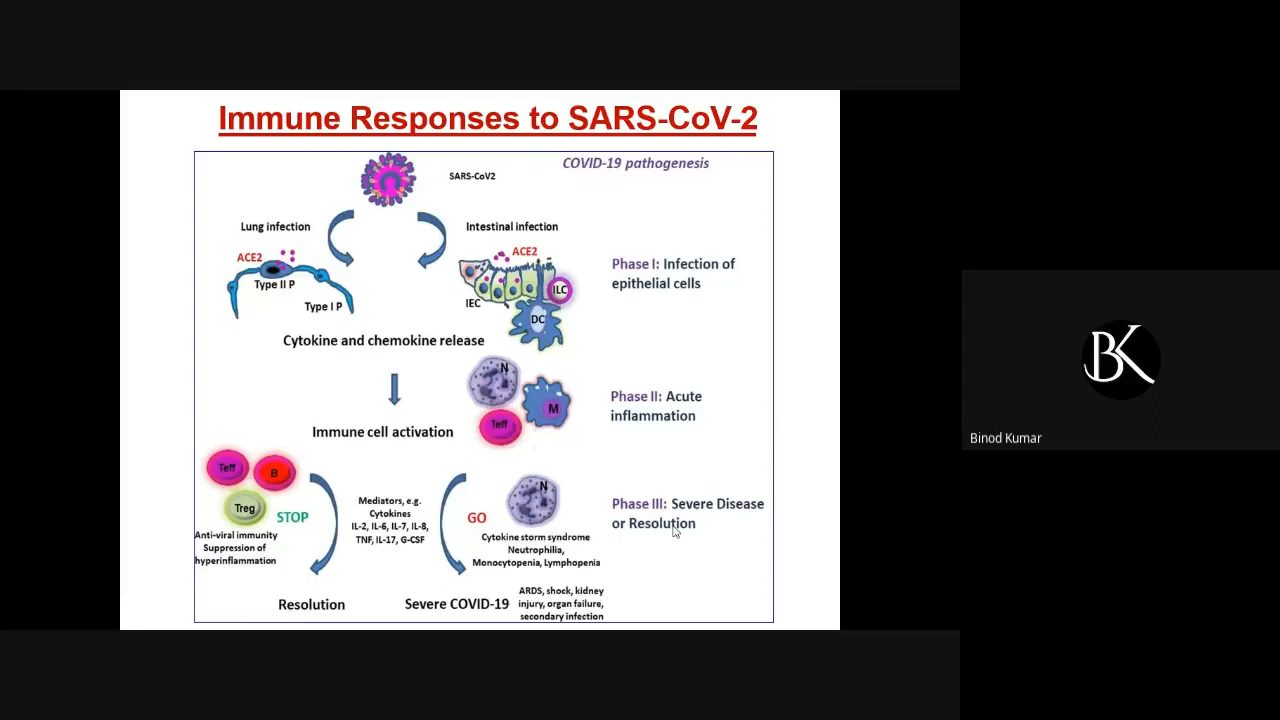 Immune Responses to SARS-CoV-2
COVID-19 pathogenesis
SARS-CoV2
Lung infection
Intestinal infection
ACE2
ACE2
Type II P
Type I P
IEC
ILC
DC
Phase I: Infection of
epithelial cells
Cytokine and chemokine release
N
M
Teff
Phase II: Acute
inflammation
Immune cell activation
Teff
B
Treg
STOP
Anti-viral immunity
Suppression of
hyperinflammation
Mediators, e.g.
Cytokines
IL-2, IL-6, IL-7, IL-8,
TNF, IL-17, G-CSF
GO
N
Cytokine storm syndrome
Neutrophilia,
Monocytopenia, Lymphopenia
Phase III: Severe Disease
or Resolution
Resolution
Severe COVID-19
ARDS, shock, kidney
injury, organ failure,
secondary infection
BK
Binod Kumar